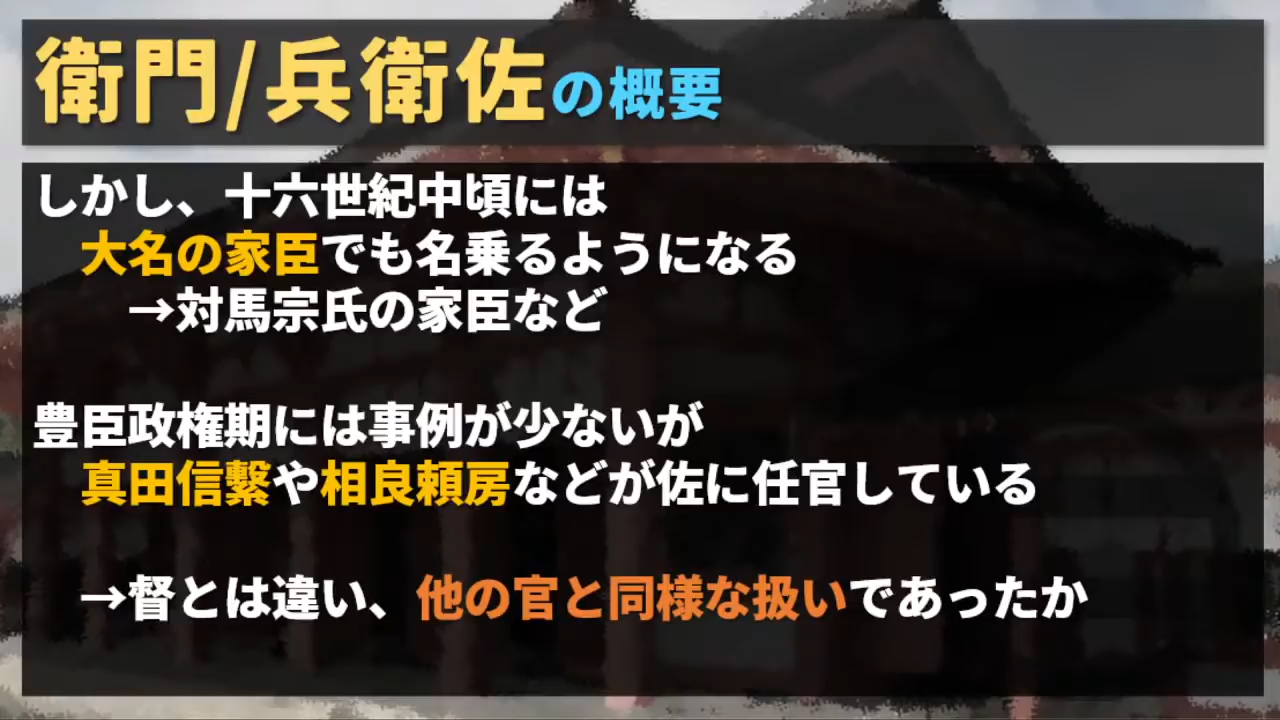 衛門/兵衛佐の概要
しかし、十六世紀中頃には
大名の家臣でも名乗るようになる
→対馬宗氏の家臣など
豊臣政権期には事例が少ないが
真田信繋や相良頼房などが佐に任官している
→督とは違い、他の官と同様な扱いであったか